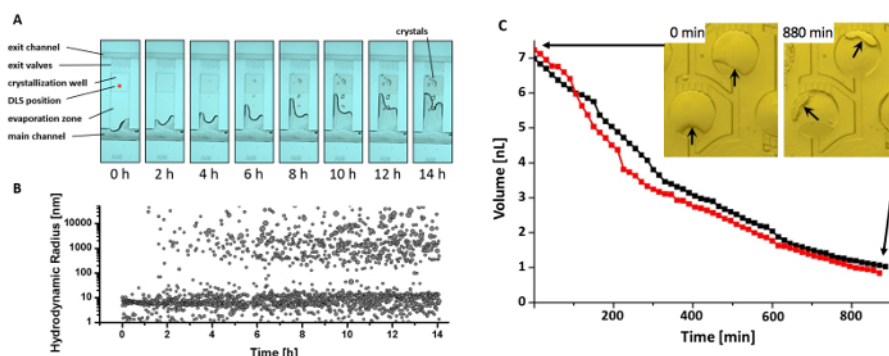 A
crystals
exit channel
exit valves
crystallization well
DLS position
evaporation zone
main channel
0 h 2 h 4 h 6 h 8 h 10 h 12 h 14 h
B
Hydrodynamic Radius [nm]
10000
1000
100
10
1
0 2 4 6 8 10 12 14
Time [h]
C
0 min 880 min
Volume [nL]
7
6
5
4
3
2
1
0
0 200 400 600 800
Time [min]